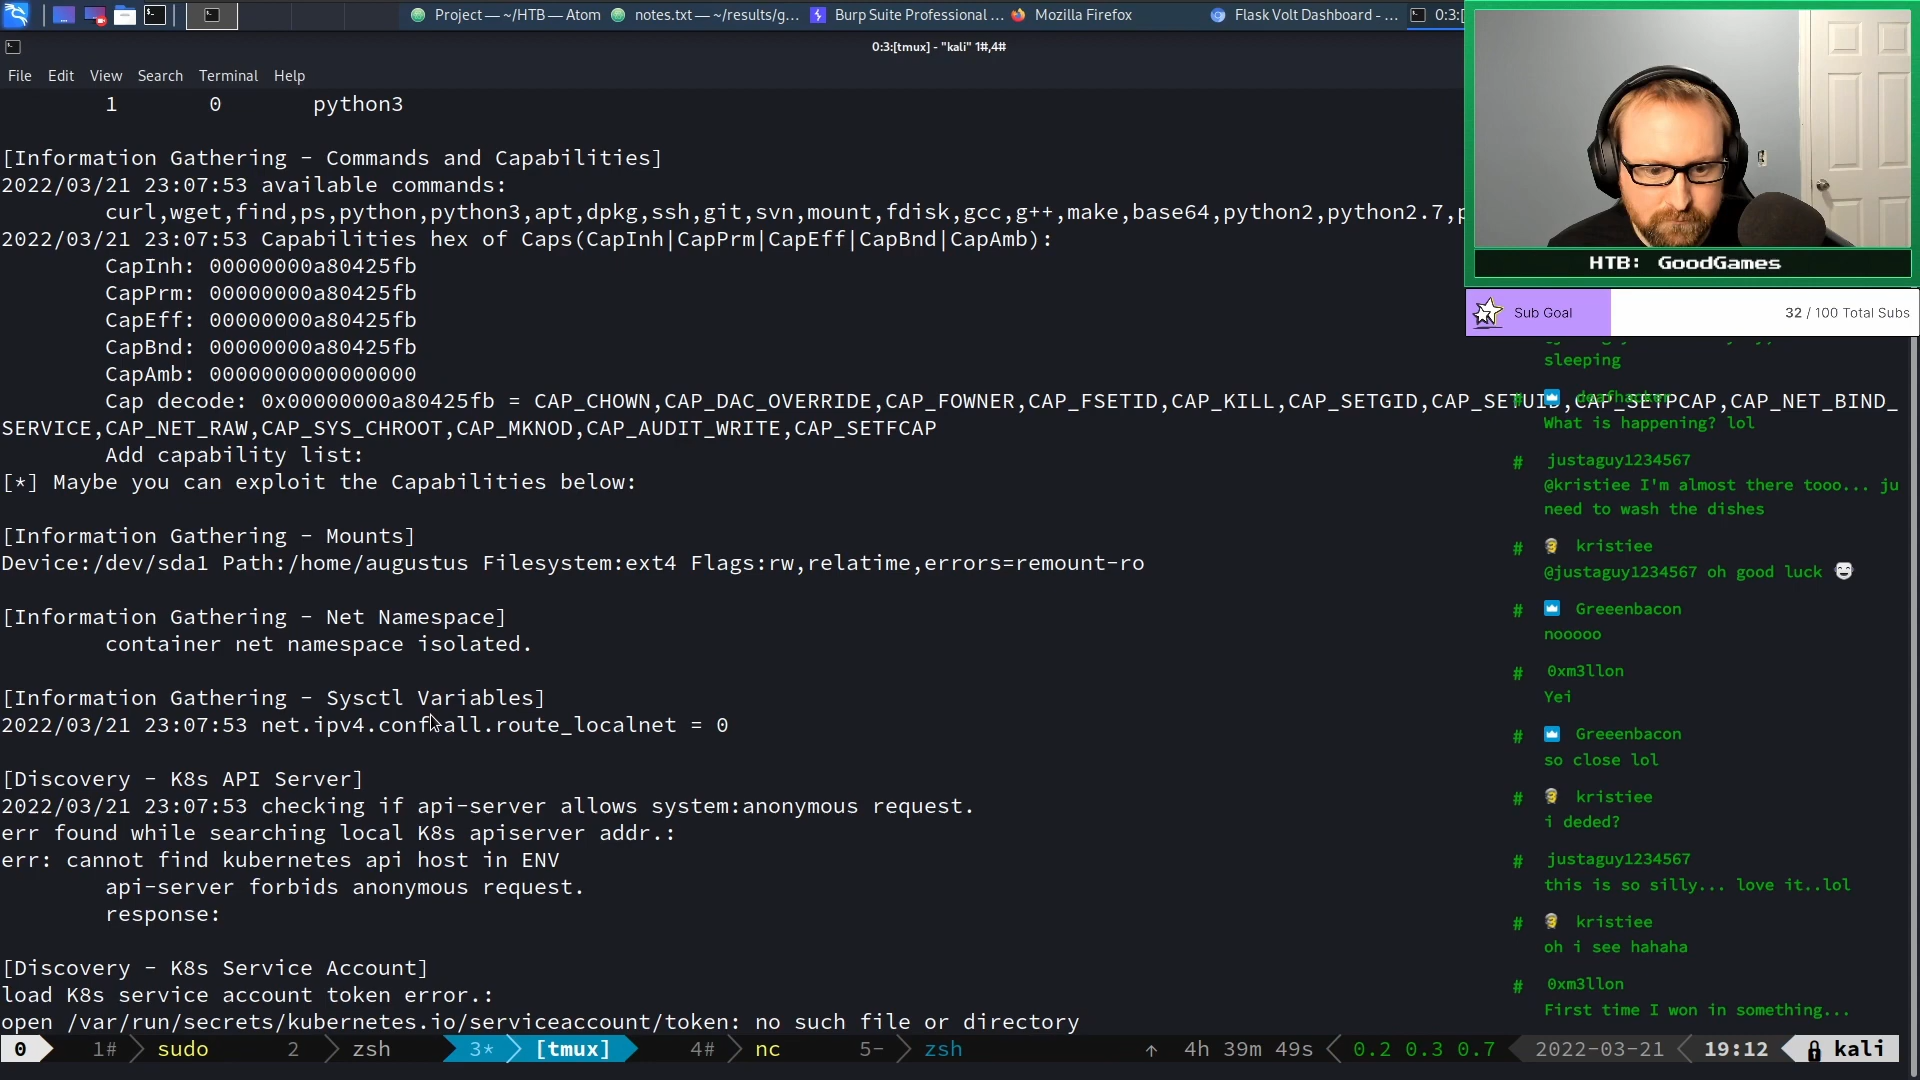 Project — ~/HTB — Atom
notes.txt — ~/results/g...
Burp Suite Professional ...
Mozilla Firefox
Flask Volt Dashboard - ...
0:3:[
0:3:[tmux] - "kali" 1#,4#
File Edit View Search Terminal Help
1 0 python3
[Information Gathering - Commands and Capabilities]
2022/03/21 23:07:53 available commands:
curl,wget,find,ps,python,python3,apt,dpkg,ssh,git,svn,mount,fdisk,gcc,g++,make,base64,python2,python2.7,p
2022/03/21 23:07:53 Capabilities hex of Caps(CapInh|CapPrm|CapEff|CapBnd|CapAmb):
CapInh: 00000000a80425fb
CapPrm: 00000000a80425fb
CapEff: 00000000a80425fb
CapBnd: 00000000a80425fb
CapAmb: 0000000000000000
Cap decode: 0x00000000a80425fb = CAP_CHOWN,CAP_DAC_OVERRIDE,CAP_FOWNER,CAP_FSETID,CAP_KILL,CAP_SETGID,CAP_SETUID,CAP_SETPCAP,CAP_NET_BIND_
SERVICE,CAP_NET_RAW,CAP_SYS_CHROOT,CAP_MKNOD,CAP_AUDIT_WRITE,CAP_SETFCAP
Add capability list:
[*] Maybe you can exploit the Capabilities below:
[Information Gathering - Mounts]
Device:/dev/sda1 Path:/home/augustus Filesystem:ext4 Flags:rw,relatime,errors=remount-ro
[Information Gathering - Net Namespace]
container net namespace isolated.
[Information Gathering - Sysctl Variables]
2022/03/21 23:07:53 net.ipv4.conf.all.route_localnet = 0
[Discovery - K8s API Server]
2022/03/21 23:07:53 checking if api-server allows system:anonymous request.
err found while searching local K8s apiserver addr.:
err: cannot find kubernetes api host in ENV
api-server forbids anonymous request.
response:
[Discovery - K8s Service Account]
load K8s service account token error.:
open /var/run/secrets/kubernetes.io/serviceaccount/token: no such file or directory
0 1# sudo 2 zsh 3* [tmux] 4# nc 5- zsh ↑ 4h 39m 49s 0.2 0.3 0.7 2022-03-21 19:12 kali
HTB: GoodGames
Sub Goal 32 / 100 Total Subs
sleeping
# deafhacker
What is happening? lol
# justaguy1234567
@kristiee I'm almost there tooo... ju
need to wash the dishes
# kristiee
@justaguy1234567 oh good luck
# Greeenbacon
nooooo
# 0xm3llon
Yei
# Greeenbacon
so close lol
# kristiee
i deded?
# justaguy1234567
this is so silly... love it..lol
# kristiee
oh i see hahaha
# 0xm3llon
First time I won in something...